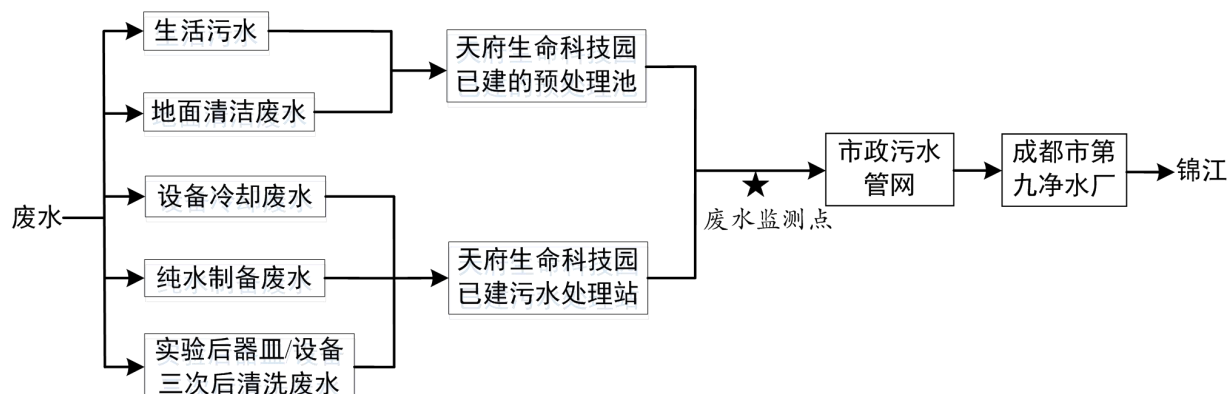 废水
生活污水
地面清洁废水
设备冷却废水
纯水制备废水
实验后器皿/设备
三次后清洗废水
天府生命科技园
已建的预处理池
天府生命科技园
已建污水处理站
废水监测点
市政污水
管网
成都市第
九净水厂
锦江